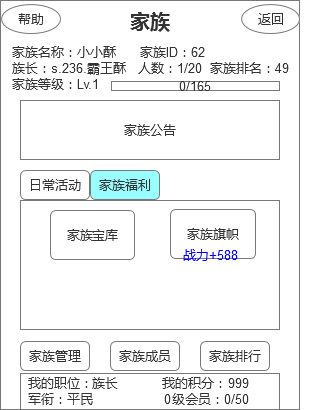 帮助 家族 返回
家族名称：小小酥 家族ID：62
族长：s.236.霸王酥 人数：1/20 家族排名：49
家族等级：Lv.1 0/165
家族公告
日常活动 家族福利
家族宝库 家族旗帜
战力+588
家族管理 家族成员 家族排行
我的职位：族长 我的积分：999
军衔：平民 0级会员：0/50